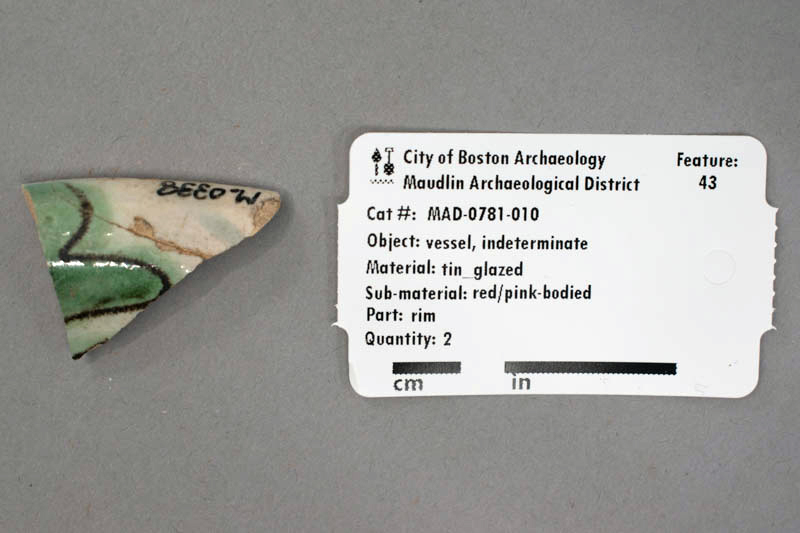 ML0338
City of Boston Archaeology
Maudlin Archaeological District
Feature:
43
Cat #: MAD-0781-010
Object: vessel, indeterminate
Material: tin_glazed
Sub-material: red/pink-bodied
Part: rim
Quantity: 2
cm
in